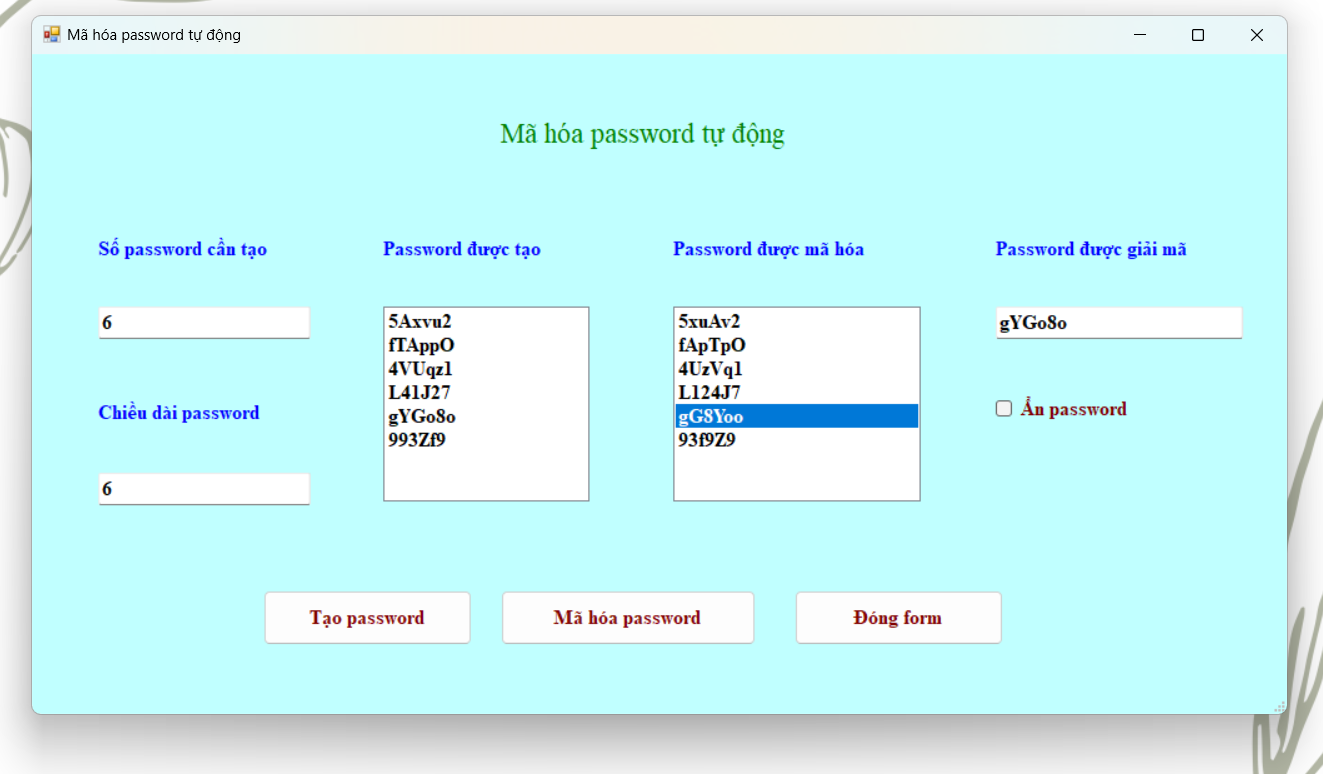 Mã hóa password tự động
Mã hóa password tự động
Số password cần tạo
6
Chiều dài password
6
Password được tạo
5Axvu2
fTAppO
4VUqz1
L41J27
gYGo8o
993Zf9
Password được mã hóa
5xuAv2
fApTpO
4UzVq1
L124J7
gG8Yoo
93f9Z9
Password được giải mã
gYGo8o
Ẩn password
Tạo password
Mã hóa password
Đóng form